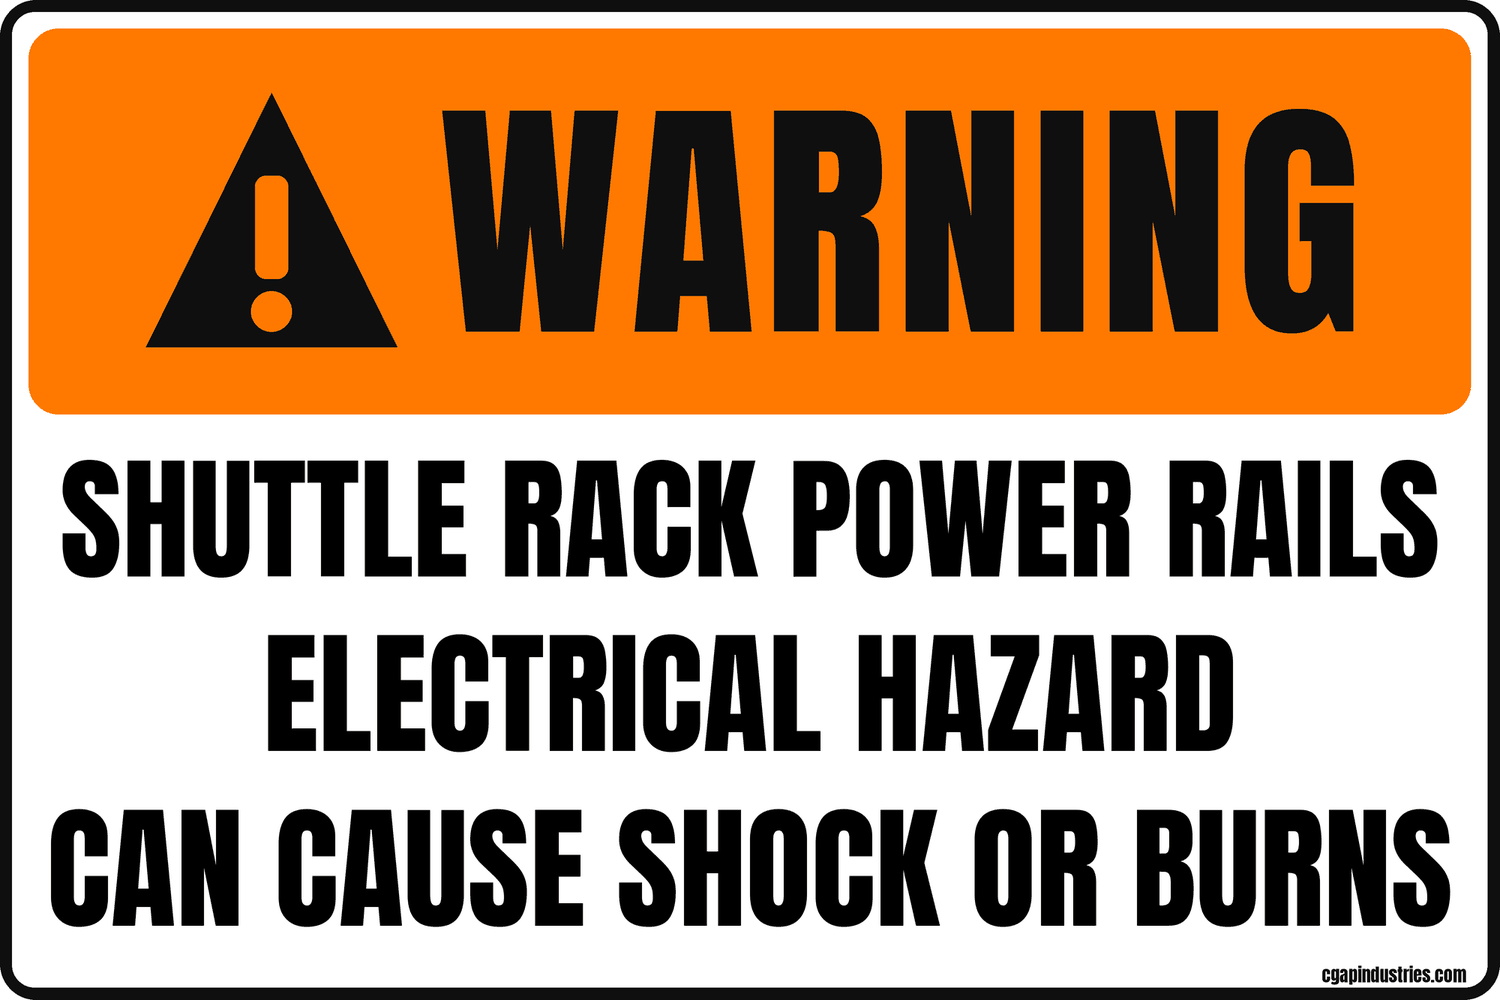 WARNING
SHUTTLE RACK POWER RAILS
ELECTRICAL HAZARD
CAN CAUSE SHOCK OR BURNS
cgapindustries.com